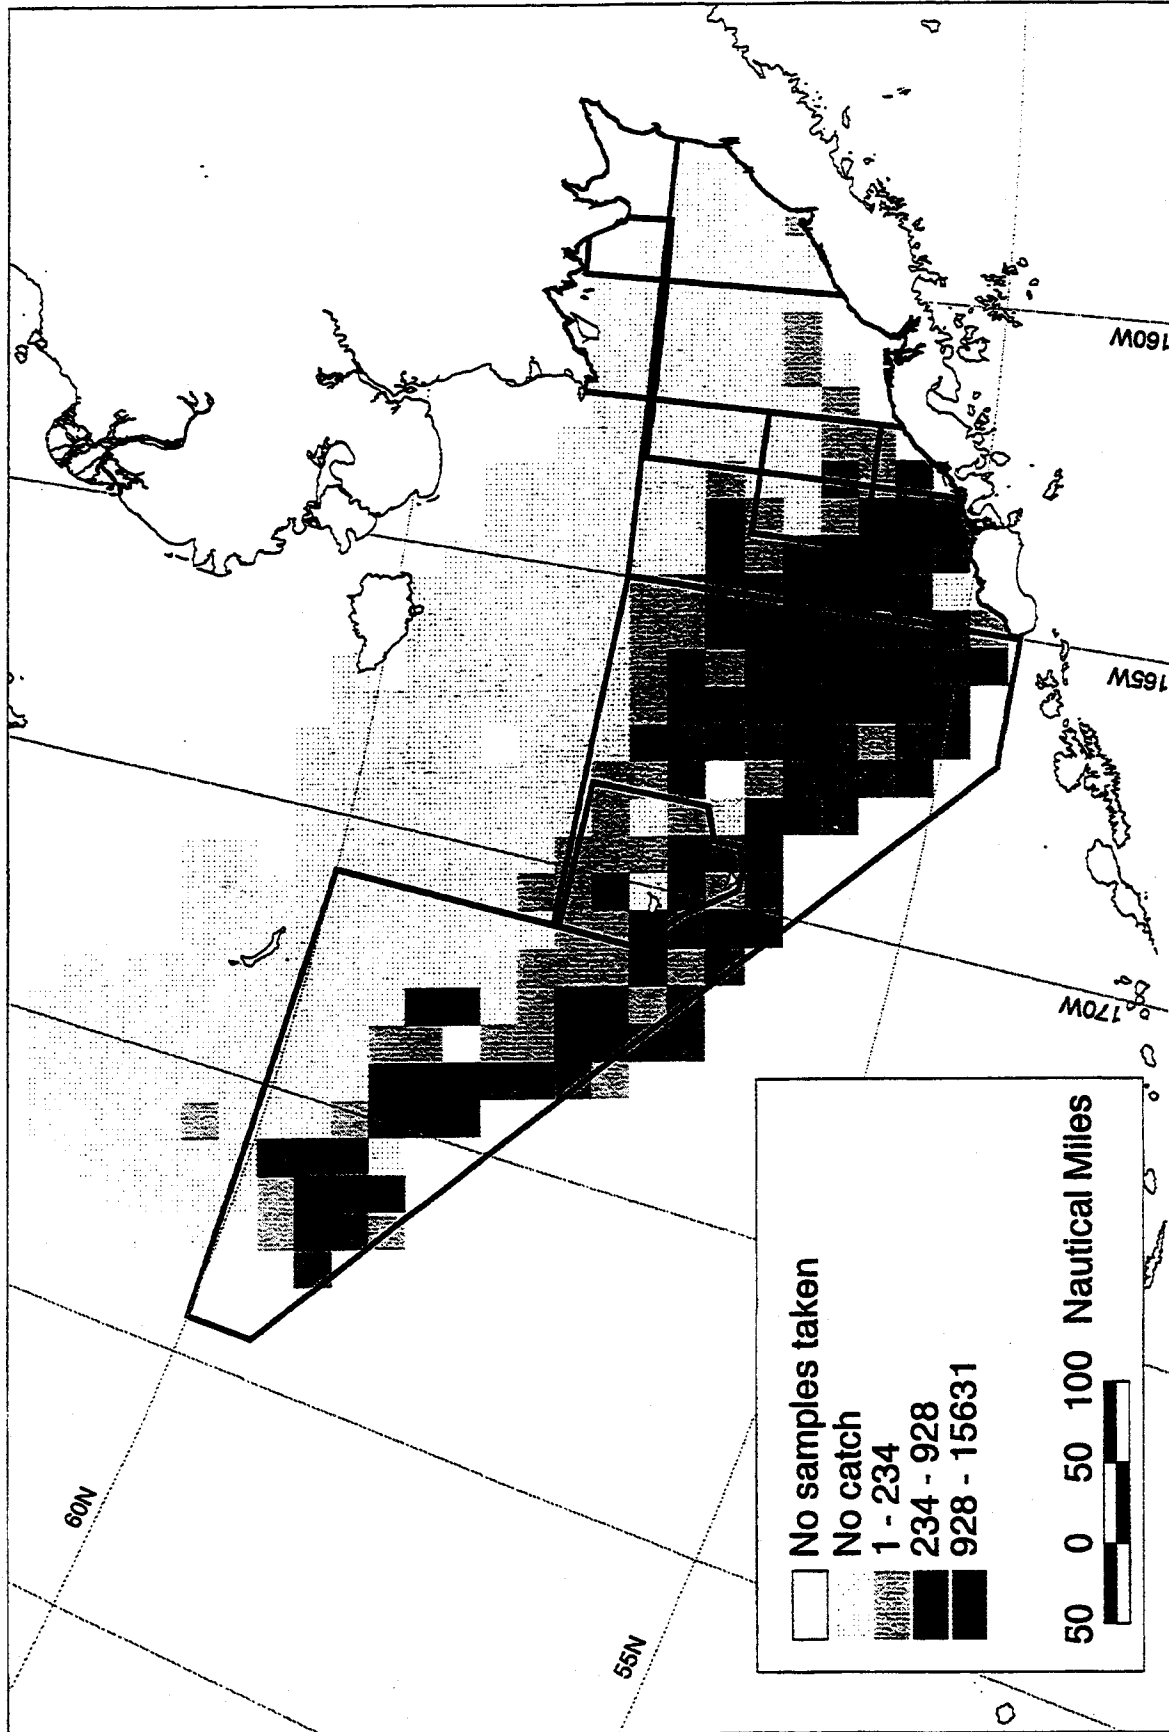 60N
55N
160W
165W
170W
No samples taken
No catch
1 - 234
234 - 928
928 - 15631
50 0 50 100 Nautical Miles